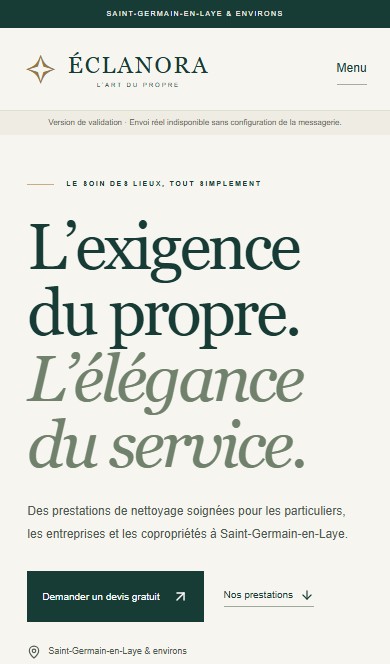 SAINT-GERMAIN-EN-LAYE & ENVIRONS
ÉCLANORA
L'ART DU PROPRE
Menu
Version de validation · Envoi réel indisponible sans configuration de la messagerie.
LE SOIN DES LIEUX, TOUT SIMPLEMENT
L’exigence
du propre.
L’élégance
du service.
Des prestations de nettoyage soignées pour les particuliers,
les entreprises et les copropriétés à Saint-Germain-en-Laye.
Demander un devis gratuit
Nos prestations
Saint-Germain-en-Laye & environs